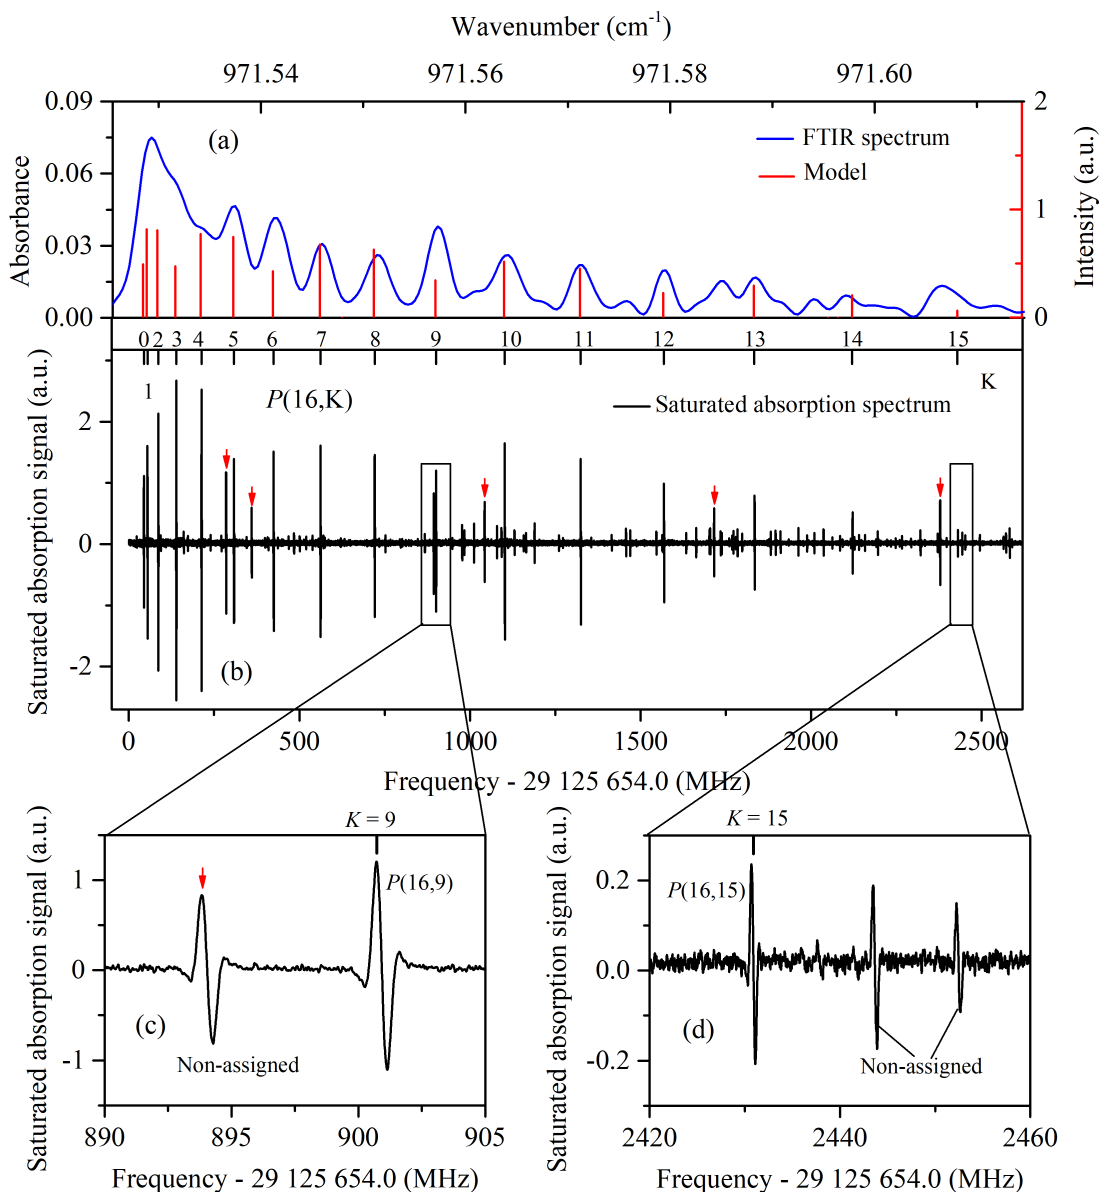 Wavenumber (cm⁻¹)
971.54 971.56 971.58 971.60
0.09 2
(a)
FTIR spectrum
Model
0.06
0.03 1
0.00 0
Absorbance
Intensity (a.u.)
0 2 3 4 5 6 7 8 9 10 11 12 13 14 15
1 K
P(16,K)
Saturated absorption spectrum
2
0
-2
(b)
Saturated absorption signal (a.u.)
0 500 1000 1500 2000 2500
Frequency - 29 125 654.0 (MHz)
K = 9
P(16,9)
1
0
-1
(c)
Non-assigned
Saturated absorption signal (a.u.)
890 895 900 905
Frequency - 29 125 654.0 (MHz)
K = 15
P(16,15)
0.2
0.0
-0.2
(d)
Non-assigned
Saturated absorption signal (a.u.)
2420 2440 2460
Frequency - 29 125 654.0 (MHz)